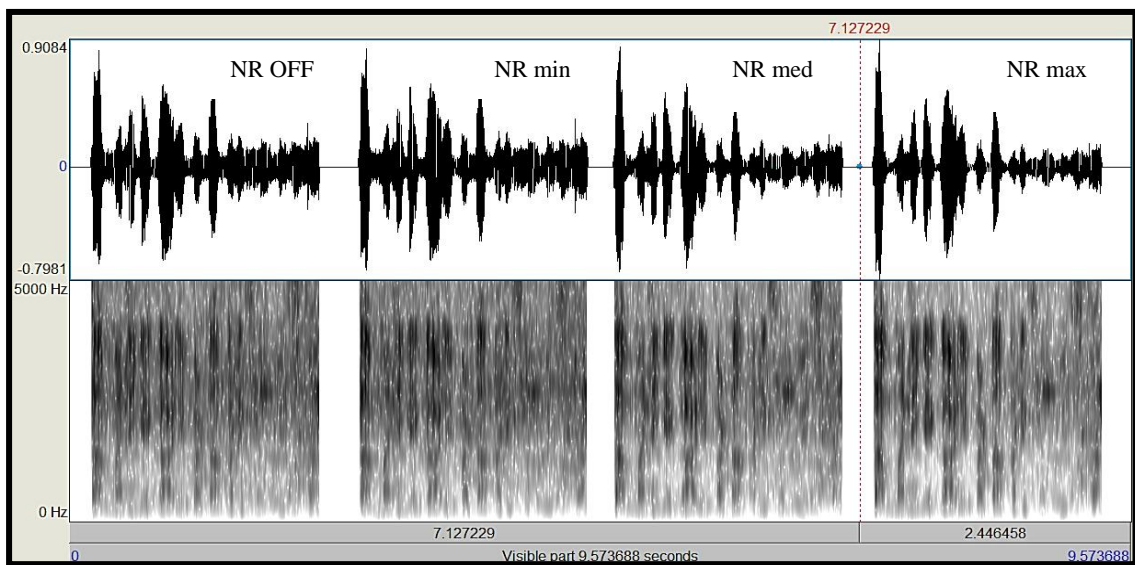 7.127229
0.9084
NR OFF NR min NR med NR max
0
-0.7981
5000 Hz
0 Hz
7.127229 2.446458
0 Visible part 9.573688 seconds 9.573688